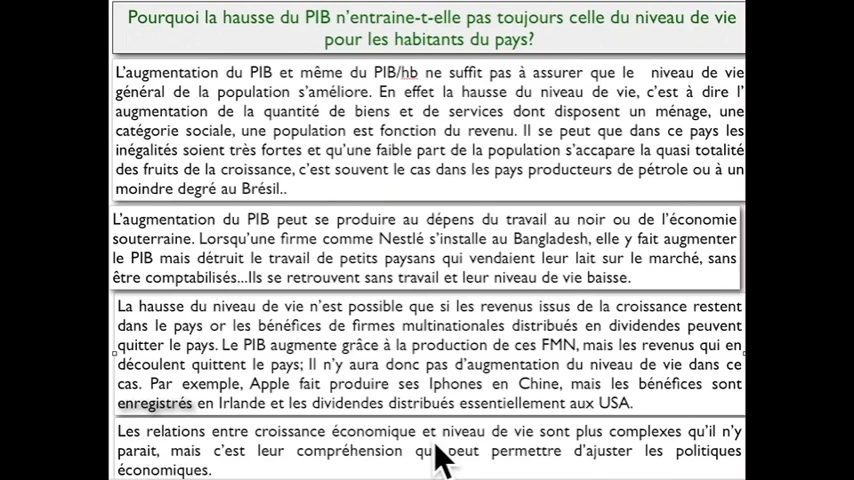 Pourquoi la hausse du PIB n’entraine-t-elle pas toujours celle du niveau de vie
pour les habitants du pays?
L’augmentation du PIB et même du PIB/hb ne suffit pas à assurer que le niveau de vie
général de la population s’améliore. En effet la hausse du niveau de vie, c’est à dire l’
augmentation de la quantité de biens et de services dont disposent un ménage, une
catégorie sociale, une population est fonction du revenu. Il se peut que dans ce pays les
inégalités soient très fortes et qu’une faible part de la population s’accapare la quasi totalité
des fruits de la croissance, c’est souvent le cas dans les pays producteurs de pétrole ou à un
moindre degré au Brésil..
L’augmentation du PIB peut se produire au dépens du travail au noir ou de l’économie
souterraine. Lorsqu’une firme comme Nestlé s’installe au Bangladesh, elle y fait augmenter
le PIB mais détruit le travail de petits paysans qui vendaient leur lait sur le marché, sans
être comptabilisés...Ils se retrouvent sans travail et leur niveau de vie baisse.
La hausse du niveau de vie n’est possible que si les revenus issus de la croissance restent
dans le pays or les bénéfices de firmes multinationales distribués en dividendes peuvent
quitter le pays. Le PIB augmente grâce à la production de ces FMN, mais les revenus qui en
découlent quittent le pays; Il n’y aura donc pas d’augmentation du niveau de vie dans ce
cas. Par exemple, Apple fait produire ses Iphones en Chine, mais les bénéfices sont
enregistrés en Irlande et les dividendes distribués essentiellement aux USA.
Les relations entre croissance économique et niveau de vie sont plus complexes qu’il n’y
parait, mais c’est leur compréhension qui peut permettre d’ajuster les politiques
économiques.